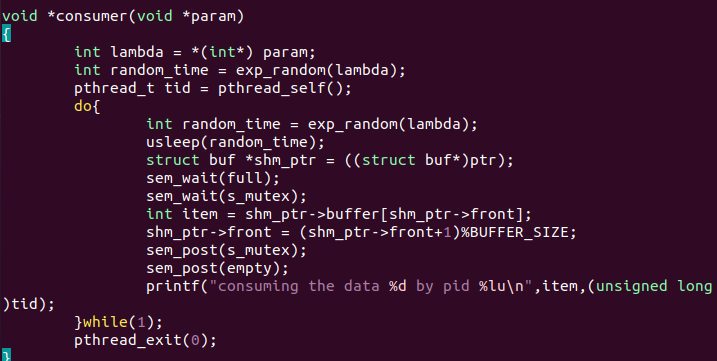 void *consumer(void *param)
{
        int lambda = *(int*) param;
        int random_time = exp_random(lambda);
        pthread_t tid = pthread_self();
        do{
                int random_time = exp_random(lambda);
                usleep(random_time);
                struct buf *shm_ptr = ((struct buf*)ptr);
                sem_wait(full);
                sem_wait(s_mutex);
                int item = shm_ptr->buffer[shm_ptr->front];
                shm_ptr->front = (shm_ptr->front+1)%BUFFER_SIZE;
                sem_post(s_mutex);
                sem_post(empty);
                printf("consuming the data %d by pid %lu\n",item,(unsigned long
)tid);
        }while(1);
        pthread_exit(0);
}